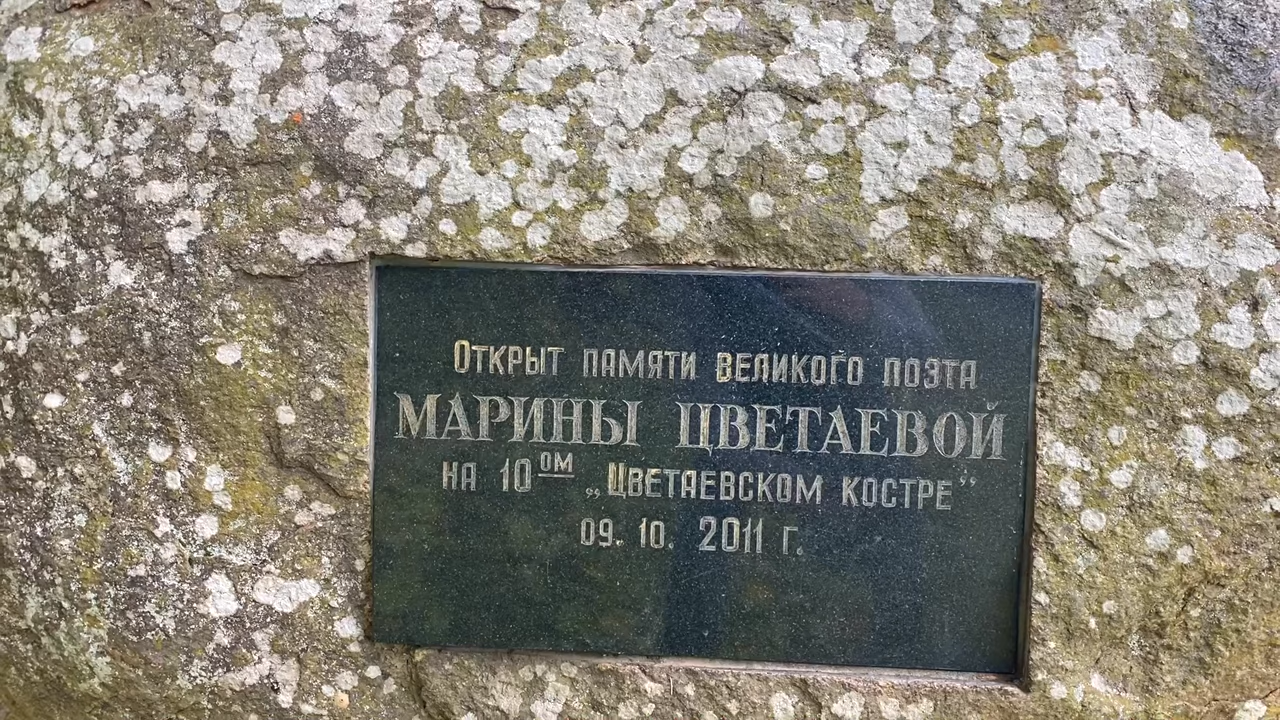 Открыт памяти великого поэта
МАРИНЫ ЦВЕТАЕВОЙ
на 10ом „Цветаевском костре”
09. 10. 2011 г.